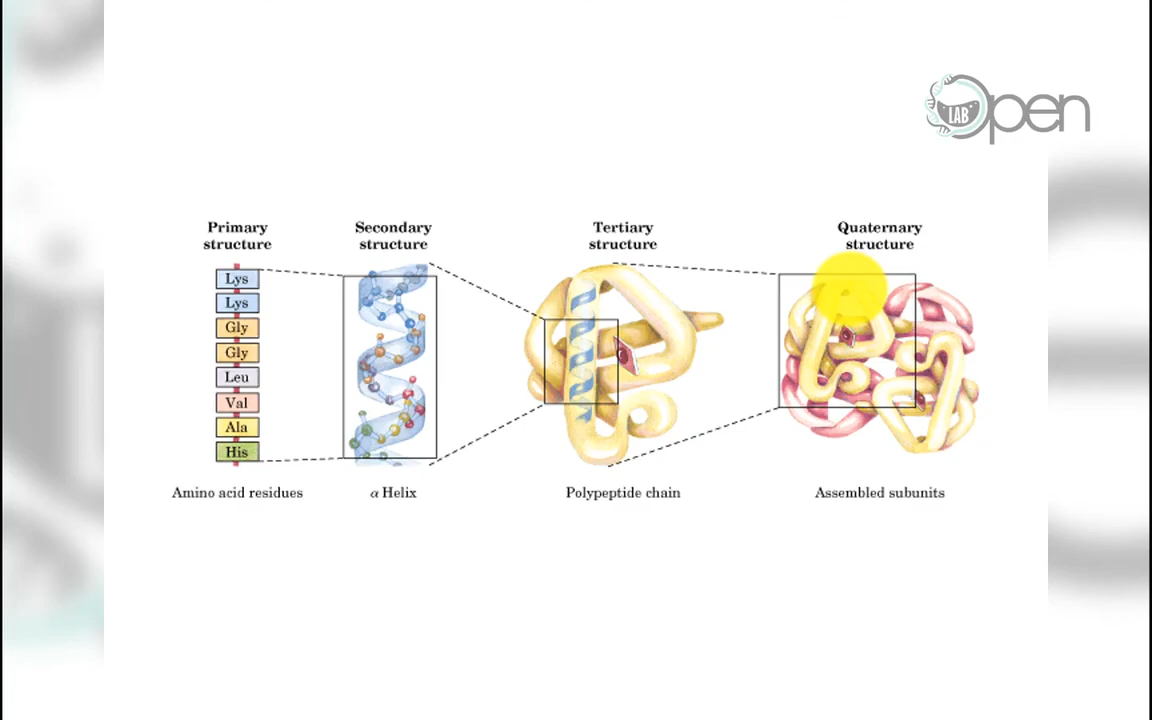 Open
LAB
Primary
structure
Secondary
structure
Tertiary
structure
Quaternary
structure
Lys
Lys
Gly
Gly
Leu
Val
Ala
His
Amino acid residues
α Helix
Polypeptide chain
Assembled subunits